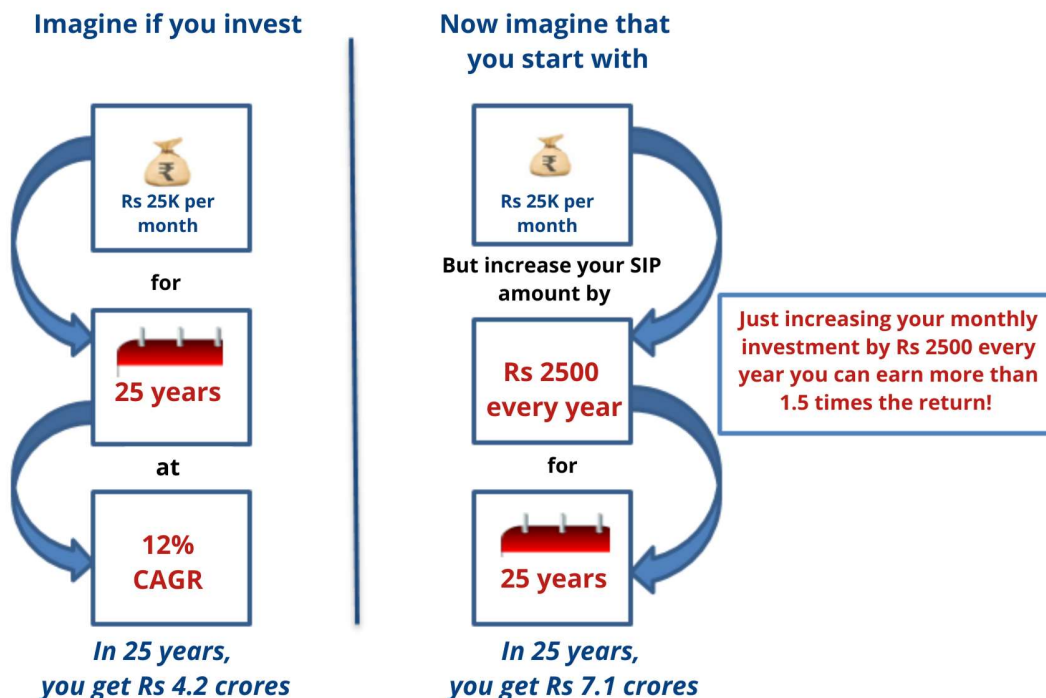 Imagine if you invest
₹
Rs 25K per
month
for
25 years
at
12%
CAGR
In 25 years,
you get Rs 4.2 crores
Now imagine that
you start with
₹
Rs 25K per
month
But increase your SIP
amount by
Rs 2500
every year
for
25 years
In 25 years,
you get Rs 7.1 crores
Just increasing your monthly
investment by Rs 2500 every
year you can earn more than
1.5 times the return!